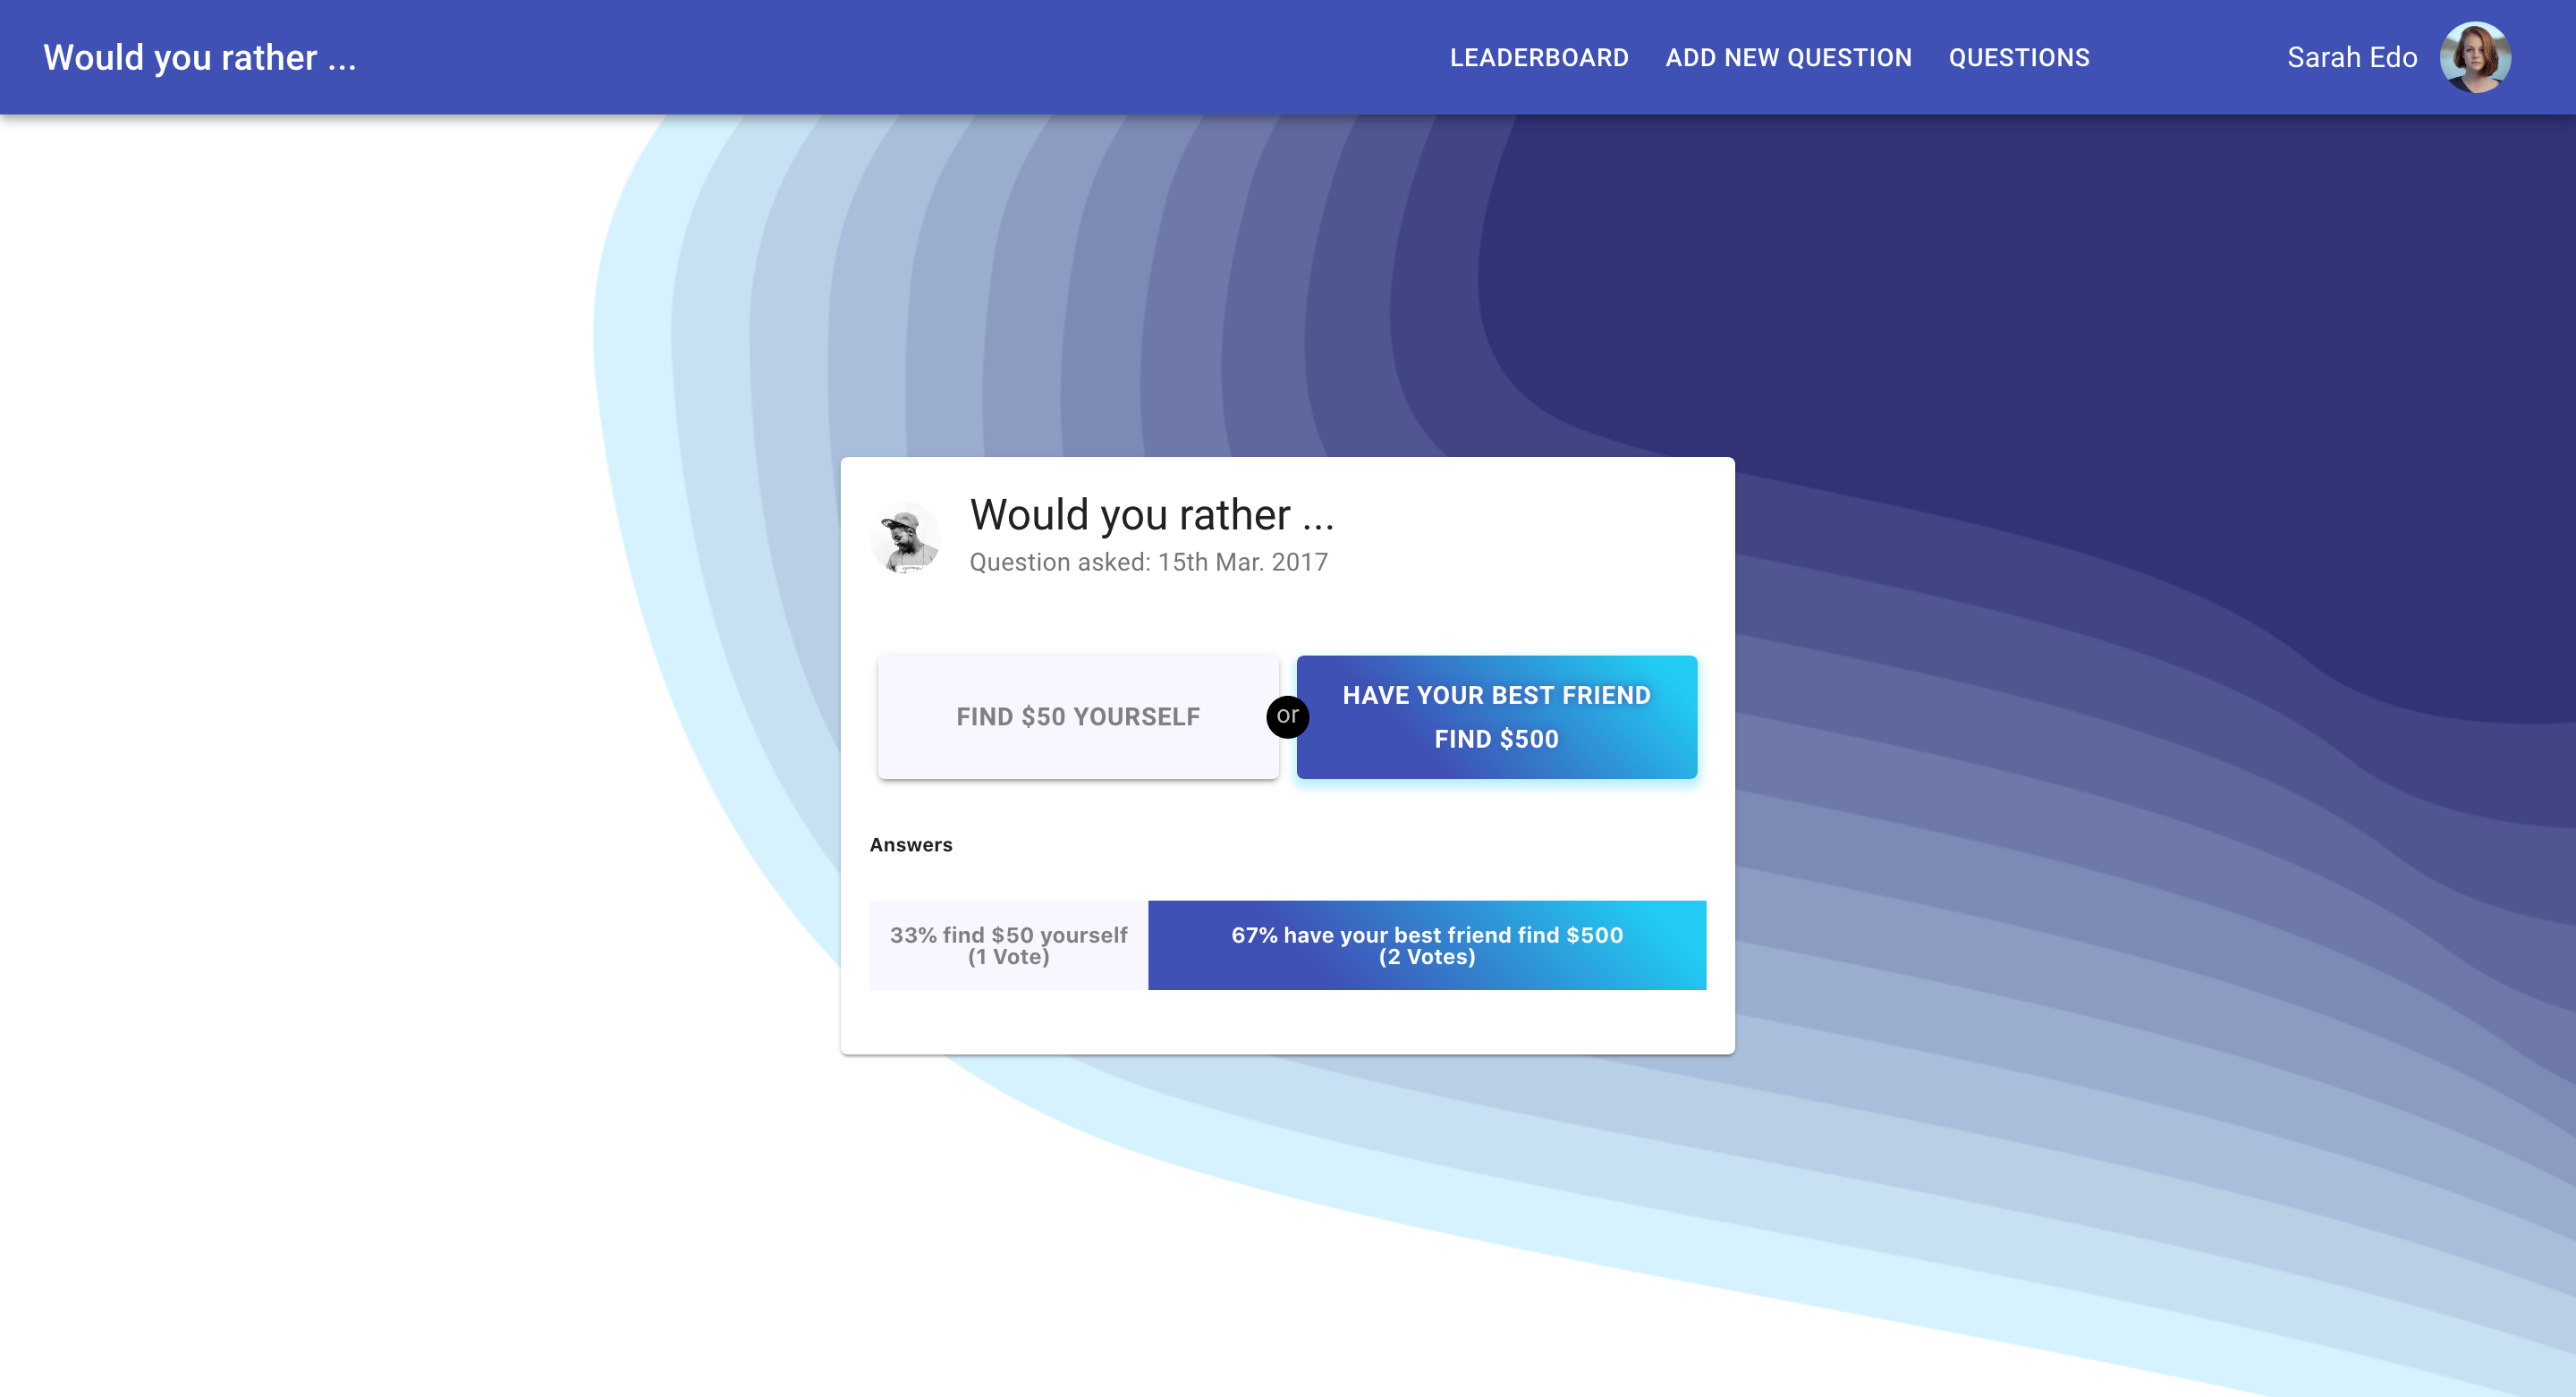 Would you rather ...
LEADERBOARD
ADD NEW QUESTION
QUESTIONS
Sarah Edo
Would you rather ...
Question asked: 15th Mar. 2017
FIND $50 YOURSELF
or
HAVE YOUR BEST FRIEND
FIND $500
Answers
33% find $50 yourself
(1 Vote)
67% have your best friend find $500
(2 Votes)